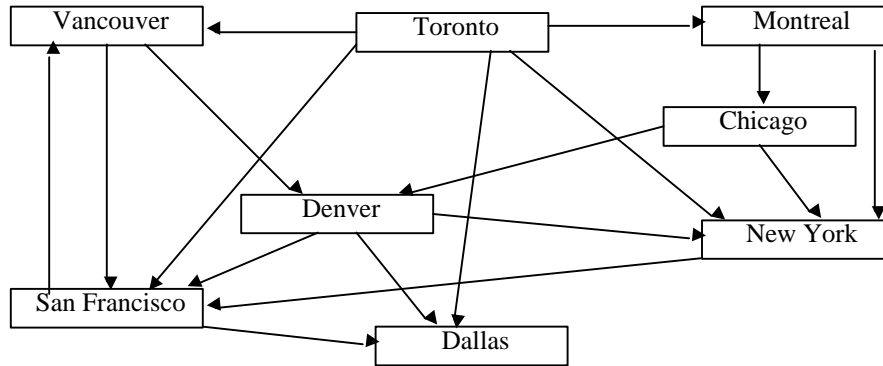 Vancouver
Toronto
Montreal
Chicago
Denver
New York
San Francisco
Dallas